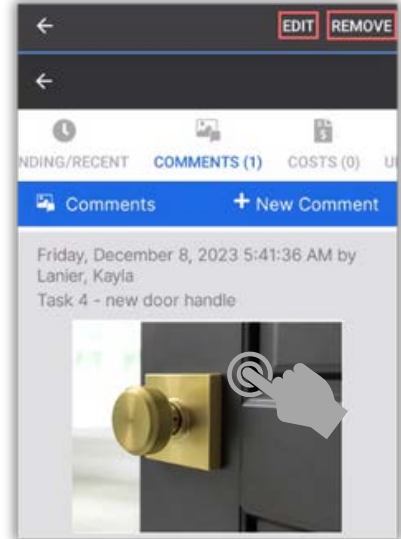 EDIT REMOVE
NDING/RECENT COMMENTS (1) COSTS (0) U
Comments + New Comment
Friday, December 8, 2023 5:41:36 AM by
Lanier, Kayla
Task 4 - new door handle